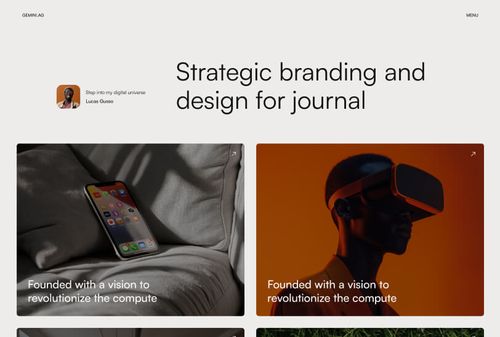 GEMINI.AG
MENU
Step into my digital universe
Lucas Gusso
Strategic branding and
design for journal
Founded with a vision to
revolutionize the compute
Founded with a vision to
revolutionize the compute